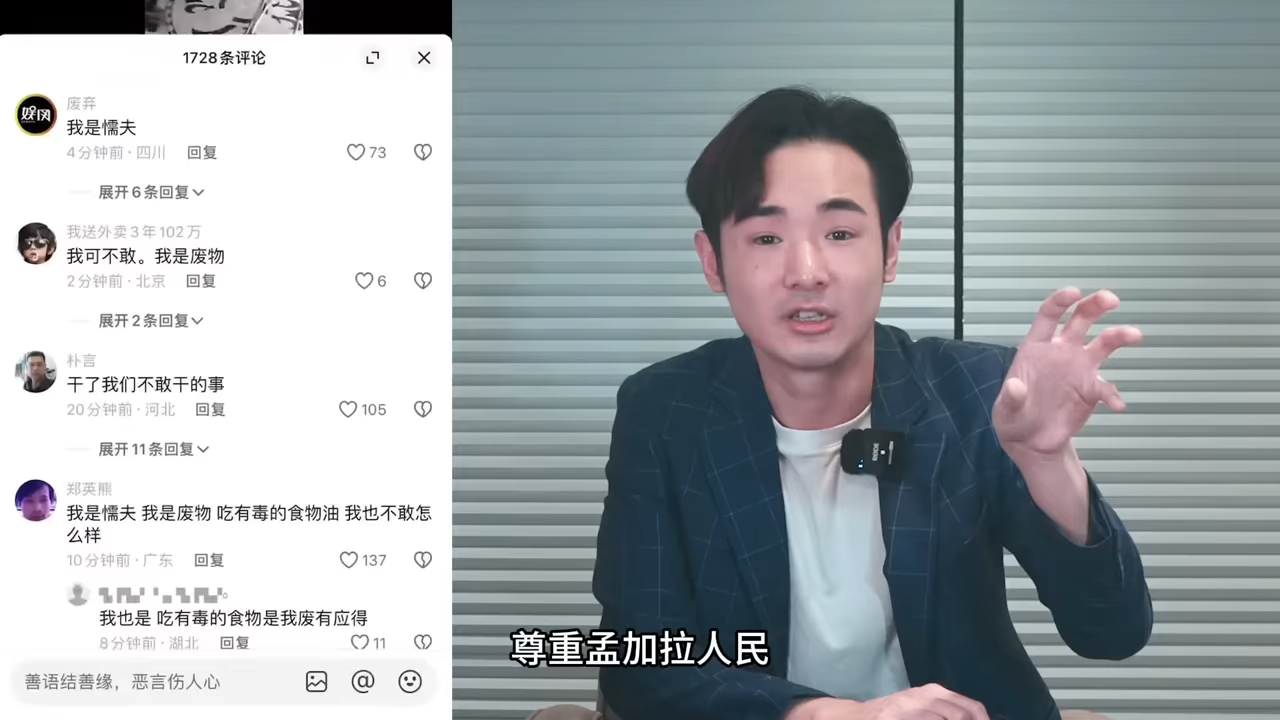 1728条评论
娱网
废弃
我是懦夫
4分钟前·四川 回复
73
展开6条回复
我送外卖3年102万
我可不敢。我是废物
2分钟前·北京 回复
6
展开2条回复
朴言
干了我们不敢干的事
20分钟前·河北 回复
105
展开11条回复
郑英熊
我是懦夫 我是废物 吃有毒的食物油 我也不敢怎
么样
10分钟前·广东 回复
137
我也是 吃有毒的食物是我废有应得
8分钟前·湖北 回复
11
善语结善缘，恶言伤人心
尊重孟加拉人民